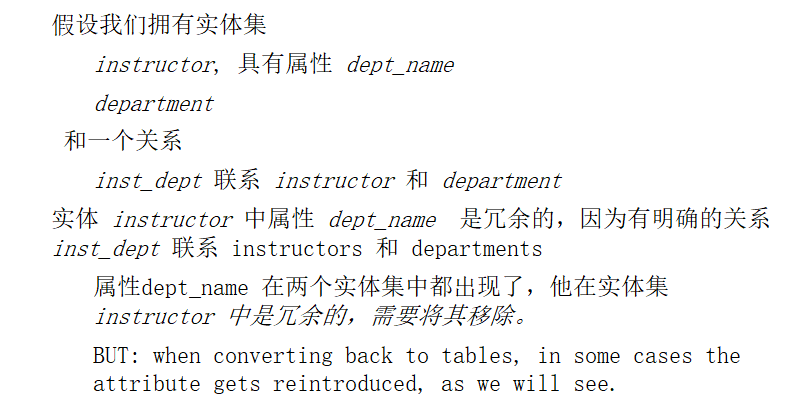 假设我们拥有实体集
instructor, 具有属性 dept_name
department
和一个关系
inst_dept 联系 instructor 和 department
实体 instructor 中属性 dept_name 是冗余的，因为有明确的关系
inst_dept 联系 instructors 和 departments
属性dept_name 在两个实体集中都出现了，他在实体集
instructor 中是冗余的，需要将其移除。
BUT: when converting back to tables, in some cases the
attribute gets reintroduced, as we will see.